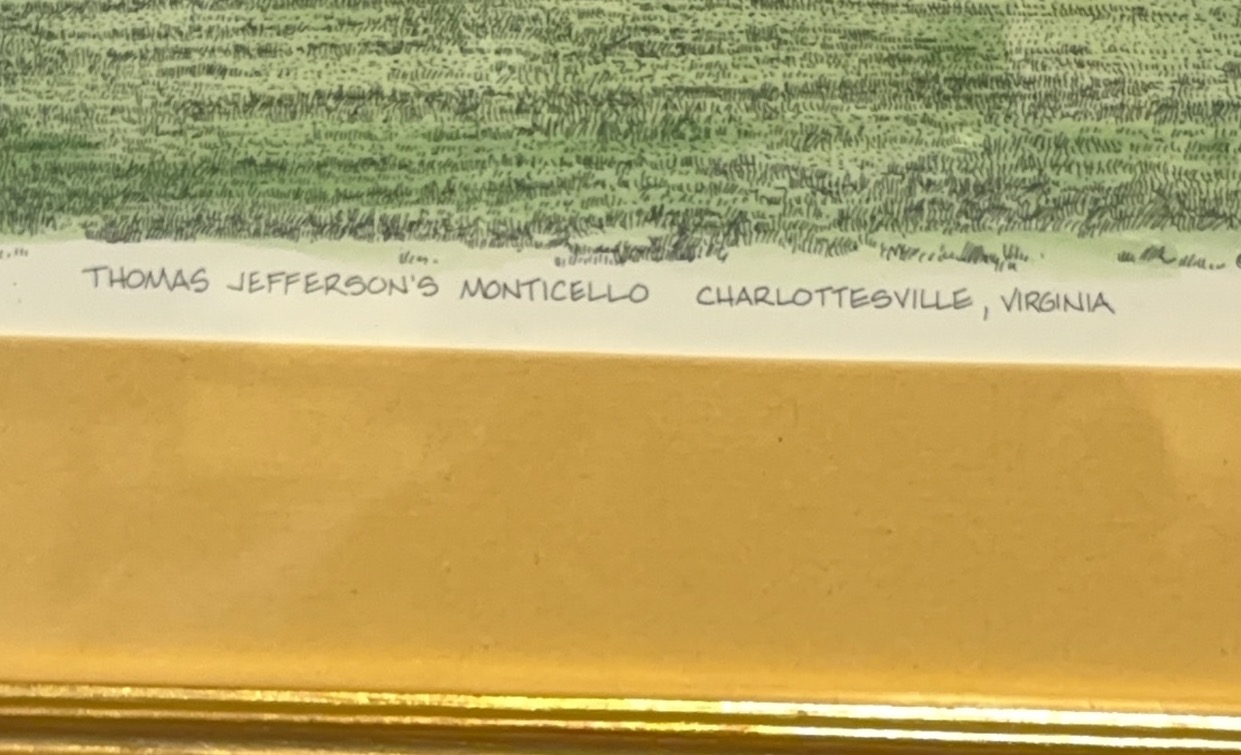 THOMAS JEFFERSON'S MONTICELLO CHARLOTTESVILLE, VIRGINIA